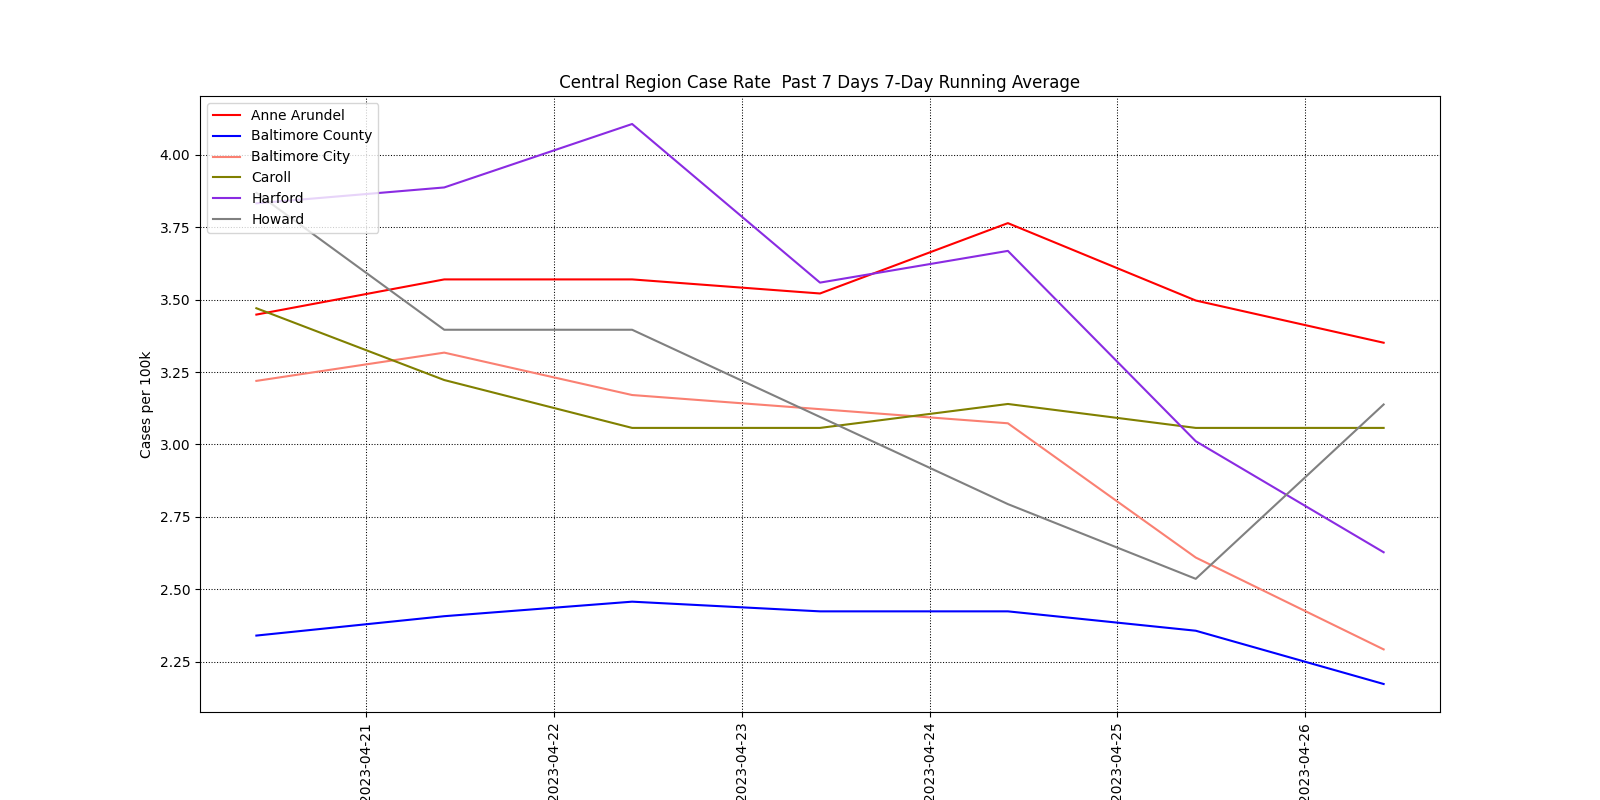 Central Region Case Rate  Past 7 Days 7-Day Running Average
Anne Arundel
Baltimore County
Baltimore City
Caroll
Harford
Howard
Cases per 100k
4.00
3.75
3.50
3.25
3.00
2.75
2.50
2.25
2023-04-21
2023-04-22
2023-04-23
2023-04-24
2023-04-25
2023-04-26